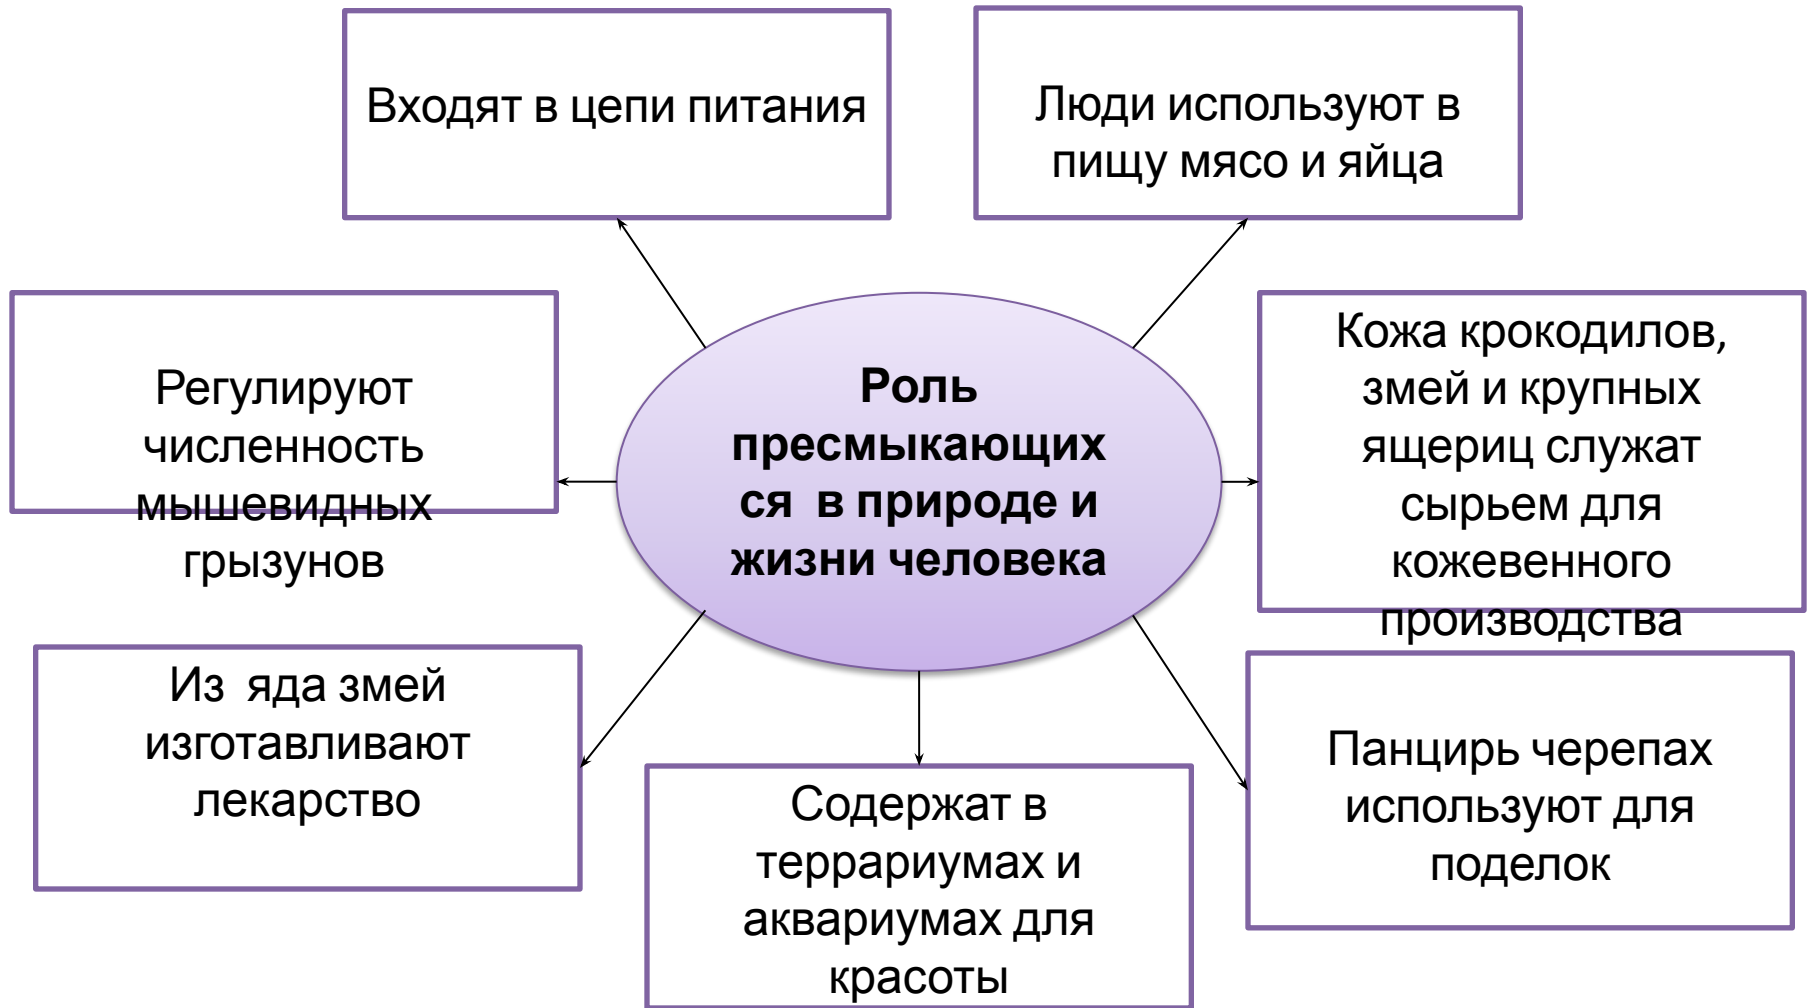 Входят в цепи питания
Люди используют в
пищу мясо и яйца
Регулируют
численность
мышевидных
грызунов
Роль
пресмыкающих
ся  в природе и
жизни человека
Кожа крокодилов,
змей и крупных
ящериц служат
сырьем для
кожевенного
производства
Из  яда змей
изготавливают
лекарство
Содержат в
террариумах и
аквариумах для
красоты
Панцирь черепах
используют для
поделок